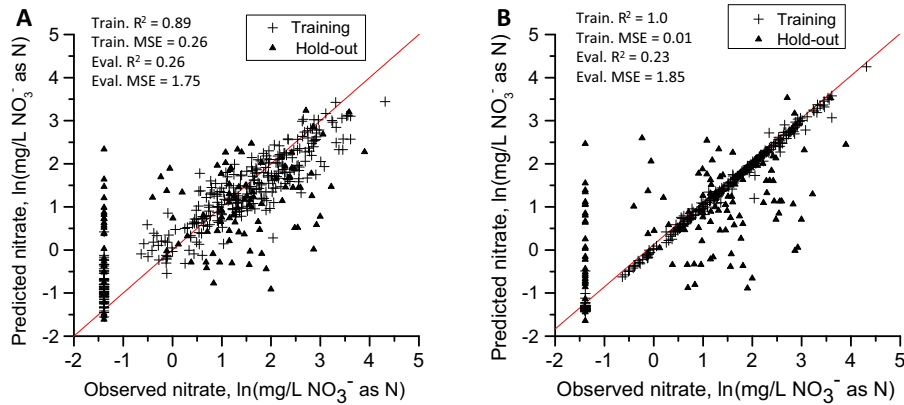 A
Train. R² = 0.89
Train. MSE = 0.26
Eval. R² = 0.26
Eval. MSE = 1.75
Training
Hold-out
Predicted nitrate, ln(mg/L NO₃⁻ as N)
5
4
3
2
1
0
-1
-2
-2 -1 0 1 2 3 4 5
Observed nitrate, ln(mg/L NO₃⁻ as N)
B
Train. R² = 1.0
Train. MSE = 0.01
Eval. R² = 0.23
Eval. MSE = 1.85
Training
Hold-out
Predicted nitrate, ln(mg/L NO₃⁻ as N)
5
4
3
2
1
0
-1
-2
-2 -1 0 1 2 3 4 5
Observed nitrate, ln(mg/L NO₃⁻ as N)